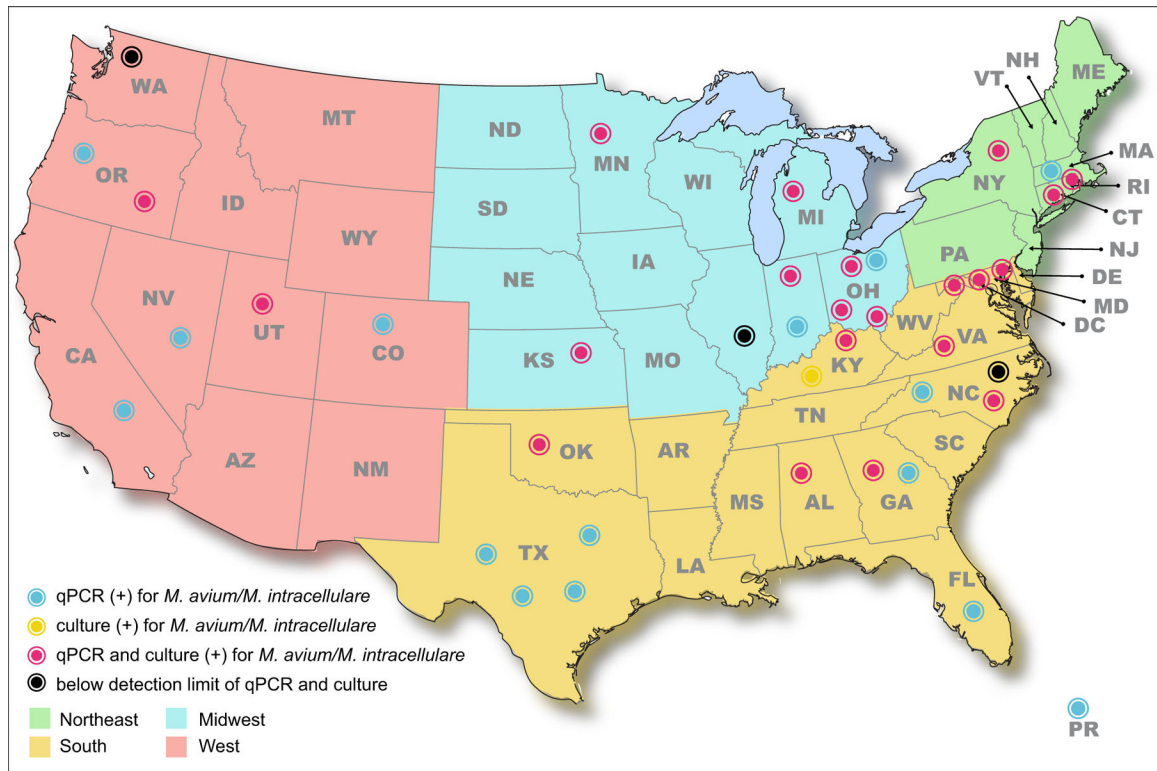 NH
VT
ME
WA
MT
ND
MN
MA
OR
ID
SD
WI
NY
RI
MI
CT
WY
IA
PA
NJ
NE
OH
DE
NV
MD
UT
WV
DC
CA
CO
VA
KS
MO
KY
NC
TN
OK
AR
SC
AZ
NM
MS
AL
GA
TX
LA
FL
qPCR (+) for M. avium/M. intracellulare
culture (+) for M. avium/M. intracellulare
qPCR and culture (+) for M. avium/M. intracellulare
below detection limit of qPCR and culture
Northeast
Midwest
South
West
PR